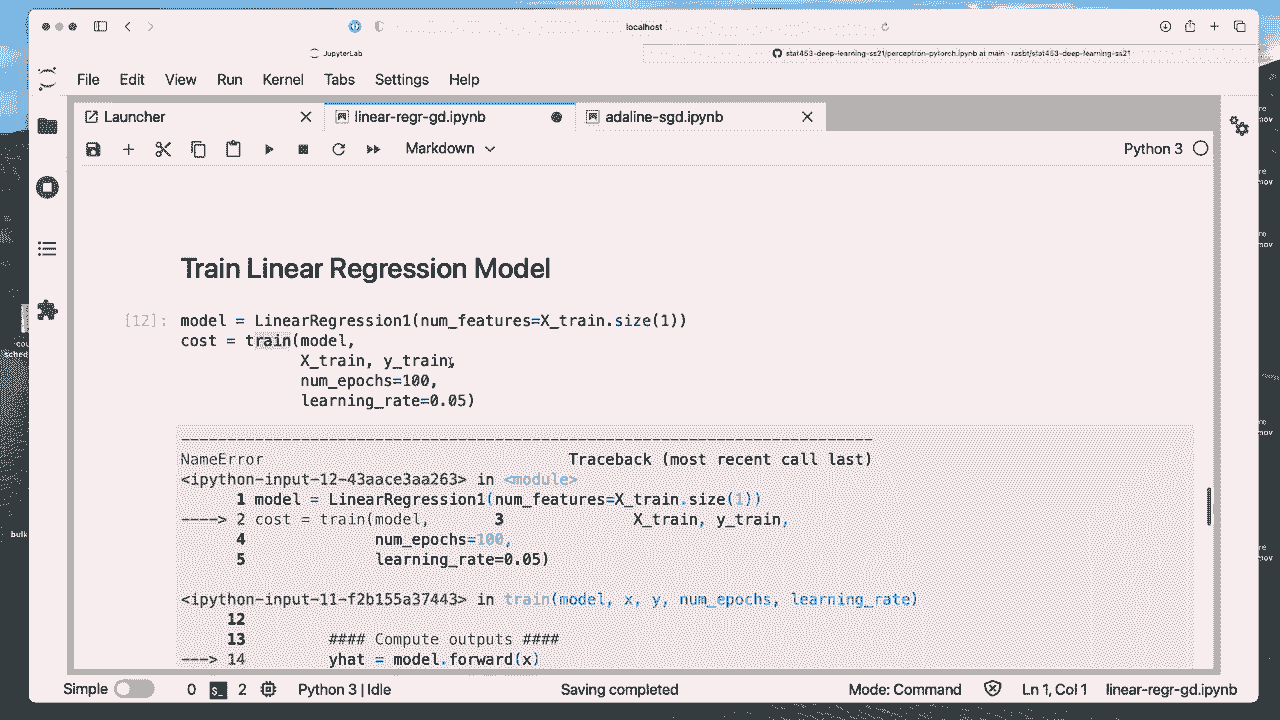 localhost
JupyterLab
stat453-deep-learning-ss21/perceptron-pytorch.ipynb at main · rasbt/stat453-deep-learning-ss21
File Edit View Run Kernel Tabs Settings Help
Launcher linear-regr-gd.ipynb adaline-sgd.ipynb
Markdown Python 3
Train Linear Regression Model
[12]: model = LinearRegression1(num_features=X_train.size(1))
cost = train(model,
X_train, y_train,
num_epochs=100,
learning_rate=0.05)
---------------------------------------------------------------------------
NameError Traceback (most recent call last)
<ipython-input-12-43aace3aa263> in <module>
1 model = LinearRegression1(num_features=X_train.size(1))
----> 2 cost = train(model, 3 X_train, y_train,
4 num_epochs=100,
5 learning_rate=0.05)
<ipython-input-11-f2b155a37443> in train(model, x, y, num_epochs, learning_rate)
12
13 #### Compute outputs ####
---> 14 yhat = model.forward(x)
Simple 0 2 Python 3 | Idle Saving completed Mode: Command Ln 1, Col 1 linear-regr-gd.ipynb
sched
bulk